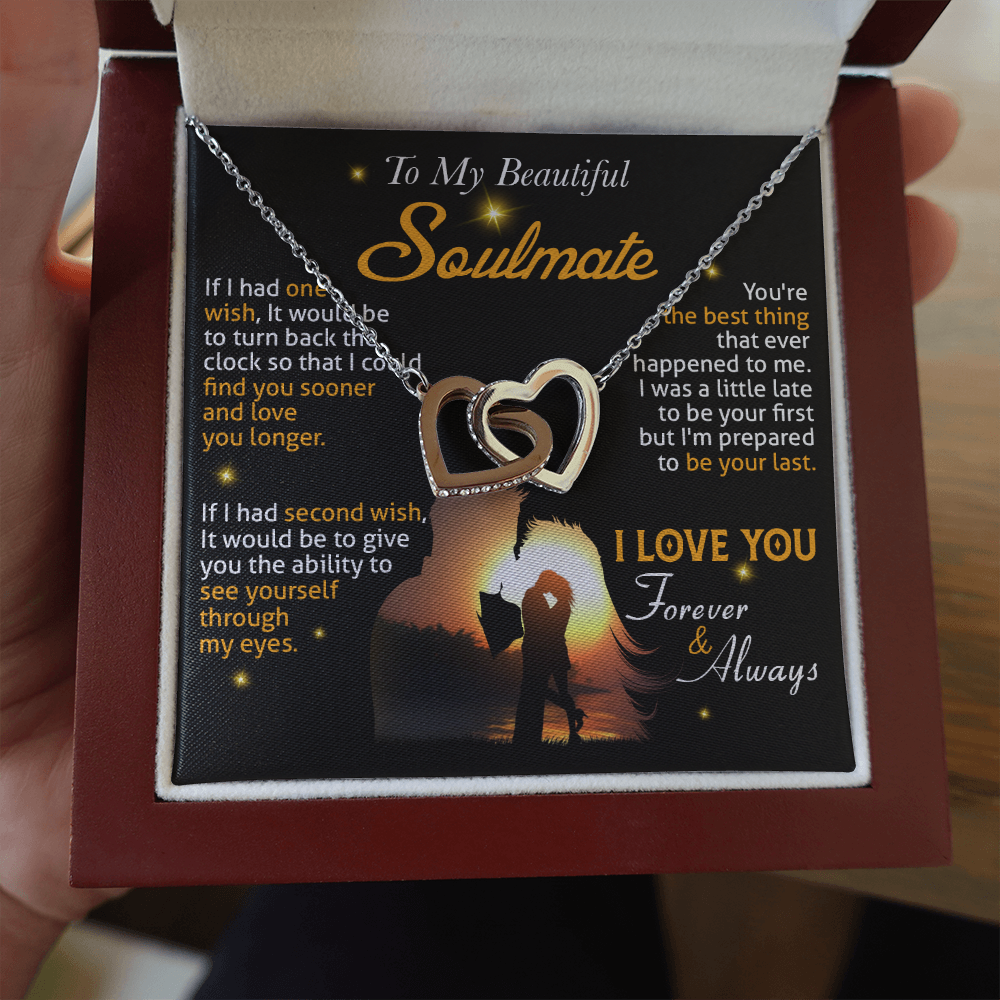 To My Beautiful
Soulmate
If I had one
wish, It would be
to turn back the
clock so that I could
find you sooner
and love
you longer.
If I had second wish,
It would be to give
you the ability to
see yourself
through
my eyes.
You're
the best thing
that ever
happened to me.
I was a little late
to be your first
but I'm prepared
to be your last.
I LOVE YOU
Forever
&
Always